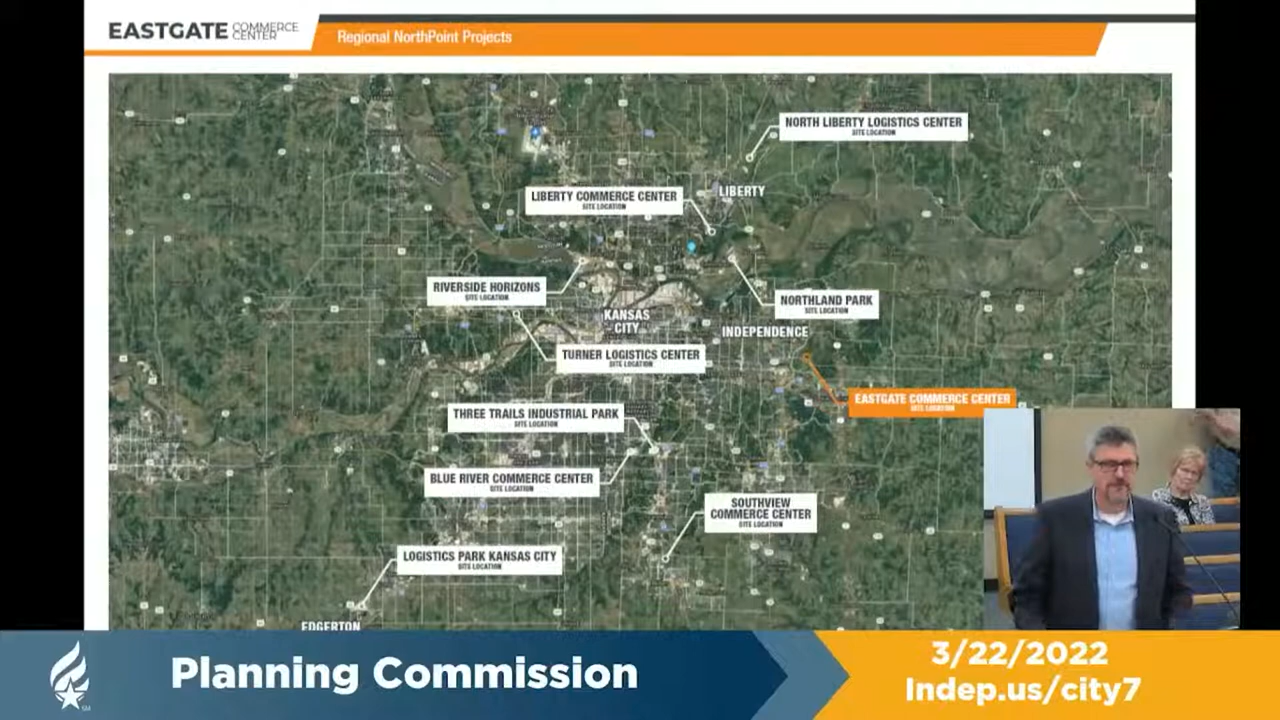 EASTGATE COMMERCE
CENTER
Regional NorthPoint Projects
NORTH LIBERTY LOGISTICS CENTER
SITE LOCATION
LIBERTY
LIBERTY COMMERCE CENTER
SITE LOCATION
RIVERSIDE HORIZONS
SITE LOCATION
NORTHLAND PARK
SITE LOCATION
KANSAS
CITY
INDEPENDENCE
TURNER LOGISTICS CENTER
SITE LOCATION
EASTGATE COMMERCE CENTER
SITE LOCATION
THREE TRAILS INDUSTRIAL PARK
SITE LOCATION
BLUE RIVER COMMERCE CENTER
SITE LOCATION
SOUTHVIEW
COMMERCE CENTER
SITE LOCATION
LOGISTICS PARK KANSAS CITY
SITE LOCATION
EDGERTON
Planning Commission
3/22/2022
Indep.us/city7